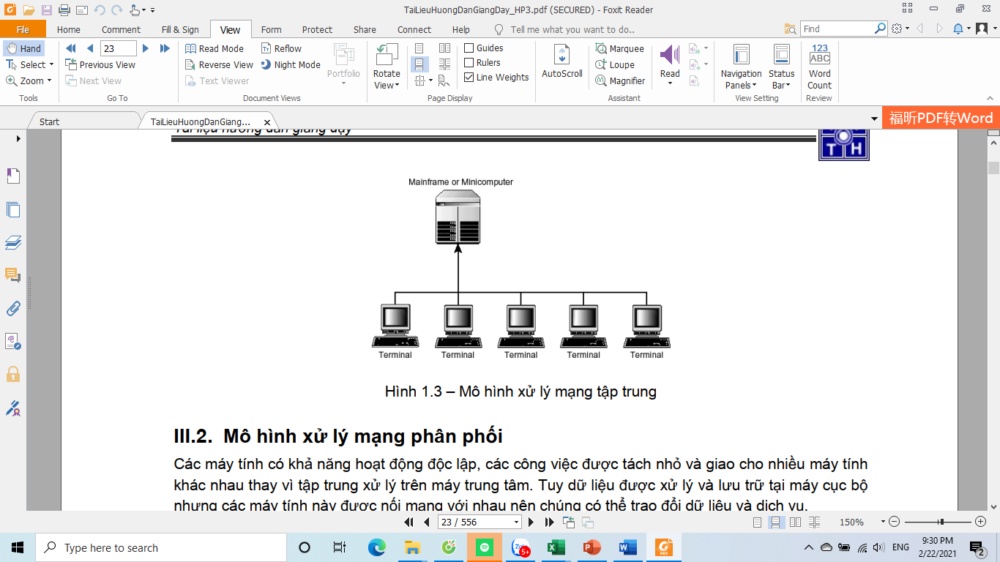 TaiLieuHuongDanGiangDay_HP3.pdf (SECURED) - Foxit Reader
File Home Comment Fill & Sign View Form Protect Share Connect Help Tell me what you want to do.. Find
Hand 23 Read Mode Reflow Guides Marquee 123
Select Previous View Reverse View Night Mode Portfolio Rotate Rulers AutoScroll Loupe Read Navigation Status Word ABC
Zoom Next View Text Viewer View Line Weights Magnifier Panels Bar Count
Tools Go To Document Views Page Display Assistant View Setting Review
Start TaiLieuHuongDanGiang... 福昕PDF转Word
Tài liệu hướng dẫn giảng dạy
T H
Mainframe or Minicomputer
Terminal Terminal Terminal Terminal Terminal
Hình 1.3 – Mô hình xử lý mạng tập trung
III.2. Mô hình xử lý mạng phân phối
Các máy tính có khả năng hoạt động độc lập, các công việc được tách nhỏ và giao cho nhiều máy tính
khác nhau thay vì tập trung xử lý trên máy trung tâm. Tuy dữ liệu được xử lý và lưu trữ tại máy cục bộ
nhưng các máy tính này được nối mạng với nhau nên chúng có thể trao đổi dữ liệu và dịch vụ.
23 / 556 150%
Type here to search Zalo 5+ PDF ENG 9:30 PM
2/22/2021 2